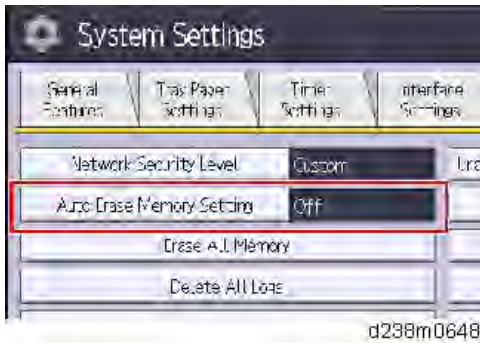 System Settings
General Features
Tray Paper Settings
Timer Settings
Interface Settings
Network Security Level
Custom
Auto Erase Memory Setting
Off
Erase All Memory
Delete All Logs
d238m0648